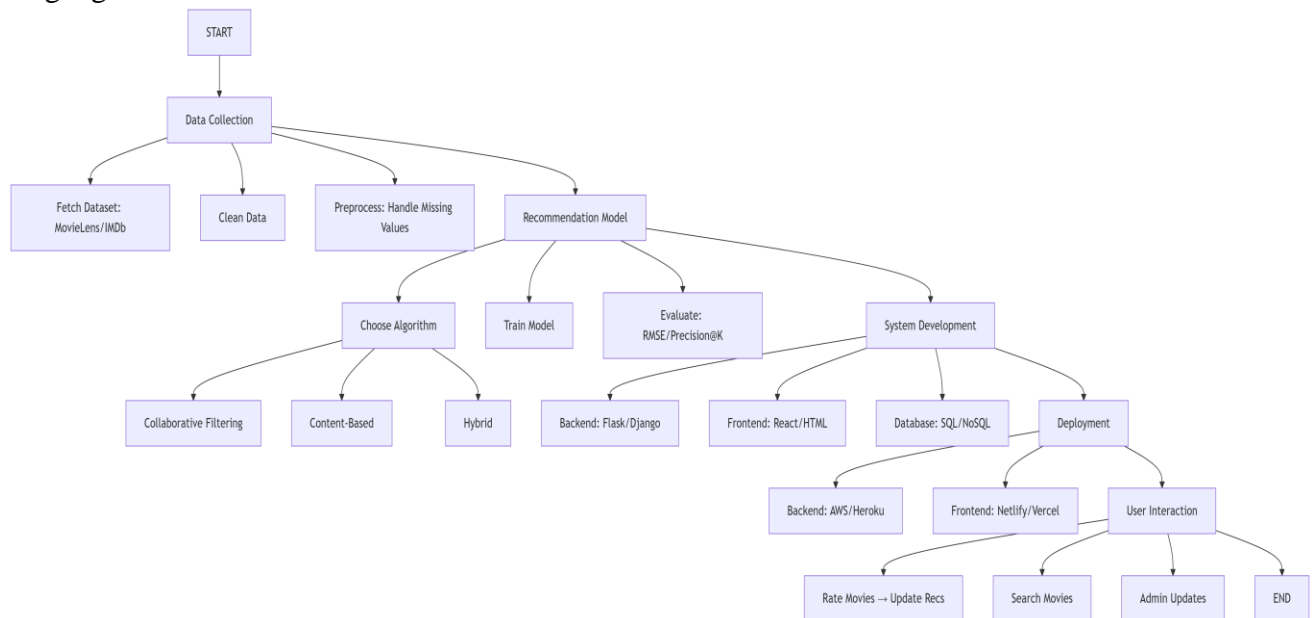 START
Data Collection
Fetch Dataset:
MovieLens/IMDb
Clean Data
Preprocess: Handle Missing
Values
Recommendation Model
Choose Algorithm
Train Model
Evaluate:
RMSE/Precision@K
System Development
Collaborative Filtering
Content-Based
Hybrid
Backend: Flask/Django
Frontend: React/HTML
Database: SQL/NoSQL
Deployment
Backend: AWS/Heroku
Frontend: Netlify/Vercel
User Interaction
Rate Movies → Update Recs
Search Movies
Admin Updates
END